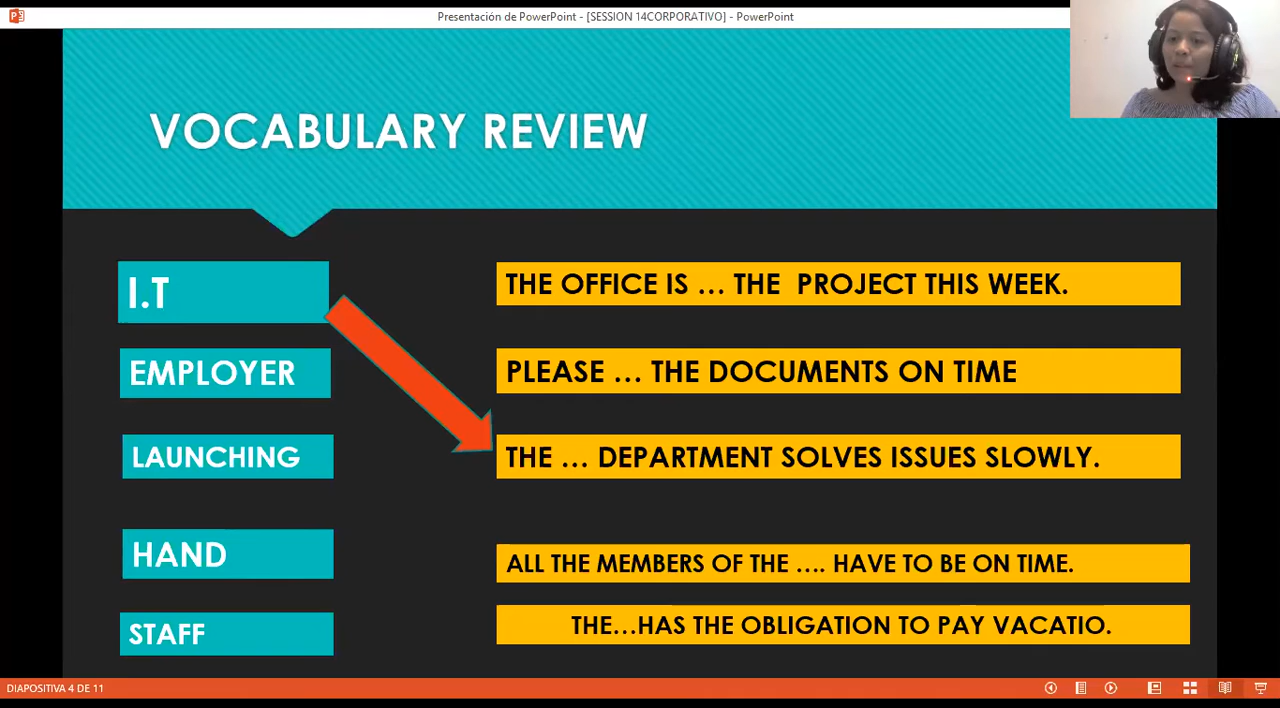 Presentación de PowerPoint - [SESSION 14CORPORATIVO] - PowerPoint
VOCABULARY REVIEW
I.T
THE OFFICE IS … THE  PROJECT THIS WEEK.
EMPLOYER
PLEASE … THE DOCUMENTS ON TIME
LAUNCHING
THE … DEPARTMENT SOLVES ISSUES SLOWLY.
HAND
ALL THE MEMBERS OF THE …. HAVE TO BE ON TIME.
STAFF
THE…HAS THE OBLIGATION TO PAY VACATIO.
DIAPOSITIVA 4 DE 11